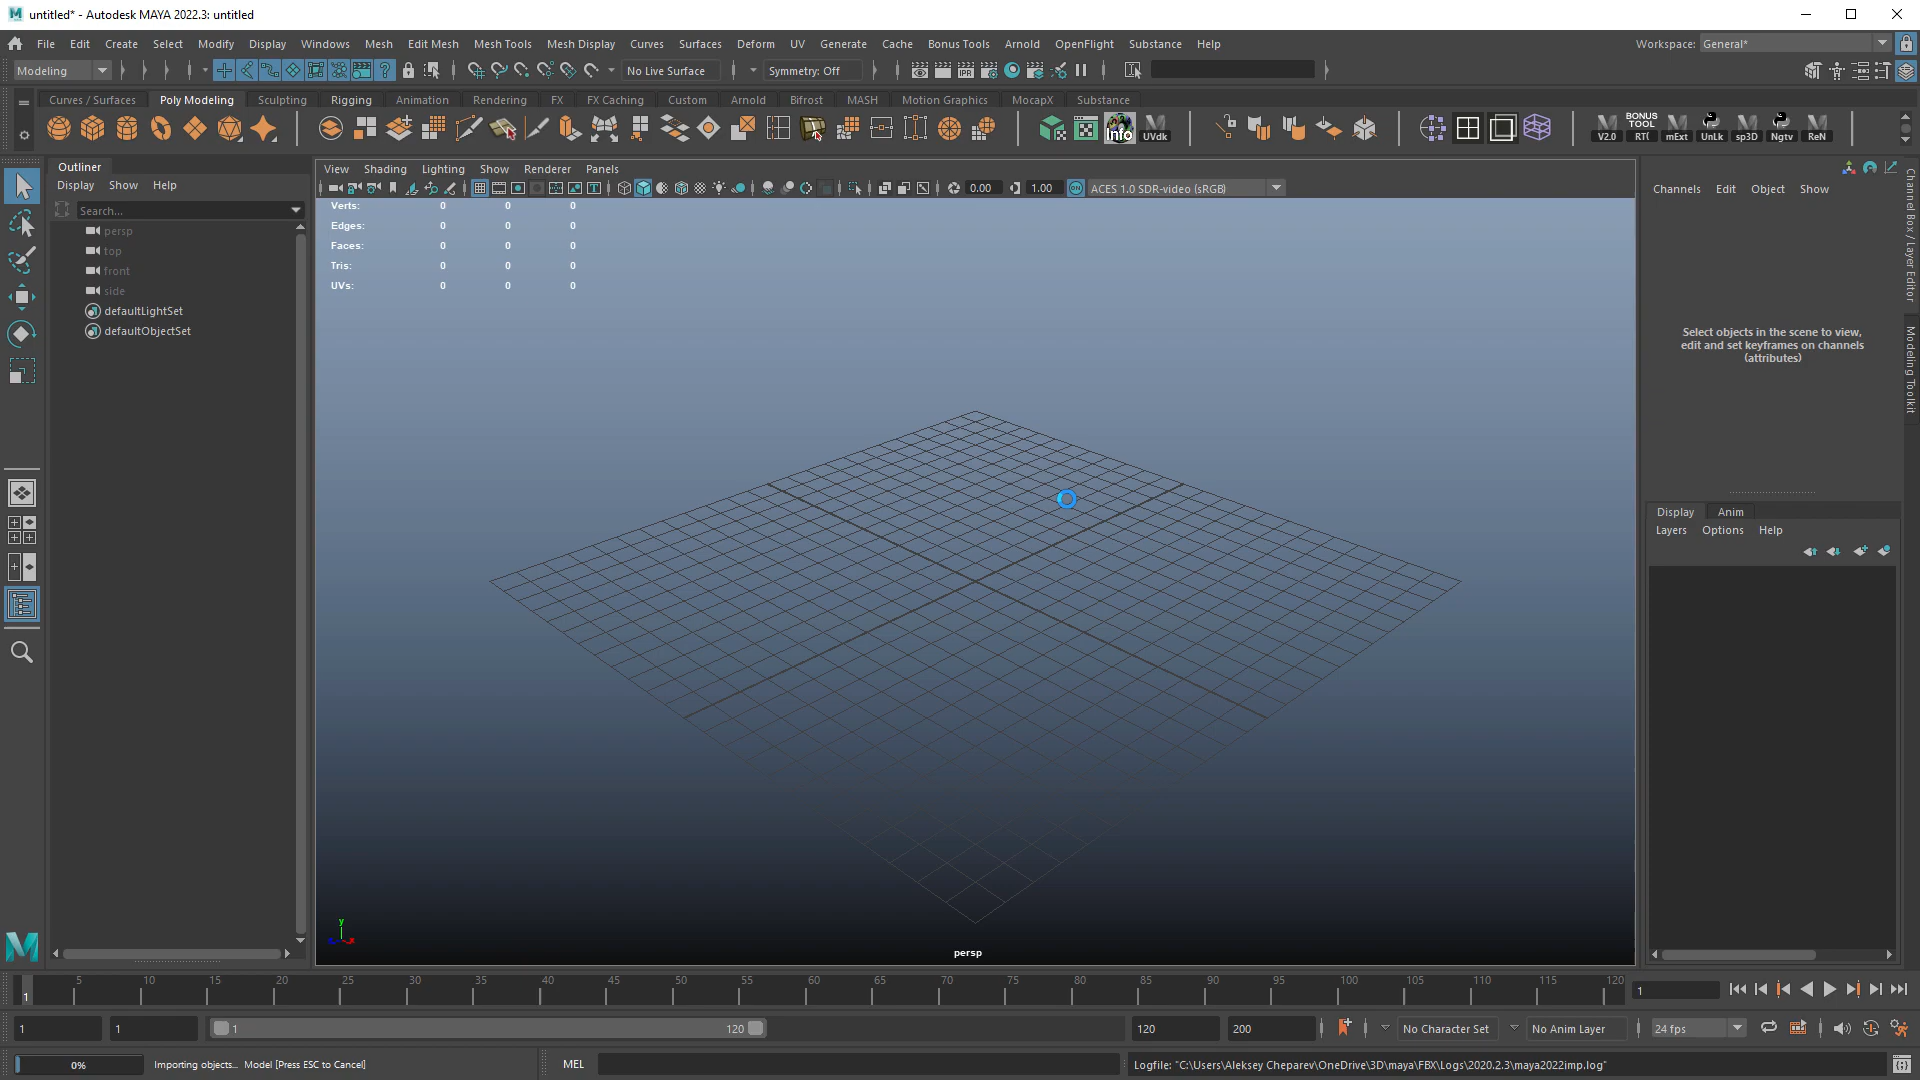 untitled* - Autodesk MAYA 2022.3: untitled
File Edit Create Select Modify Display Windows Mesh Edit Mesh Mesh Tools Mesh Display Curves Surfaces Deform UV Generate Cache Bonus Tools Arnold OpenFlight Substance Help
Workspace: General*
Modeling
No Live Surface
Symmetry: Off
IPR
Curves / Surfaces Poly Modeling Sculpting Rigging Animation Rendering FX FX Caching Custom Arnold Bifrost MASH Motion Graphics MocapX Substance
Info
UVdk
V2.0
BONUS TOOL
RT(
mExt
UnLk
sp3D
Ngtv
ReN
Outliner
Display Show Help
Search...
persp
top
front
side
defaultLightSet
defaultObjectSet
View Shading Lighting Show Renderer Panels
0.00
1.00
ON
ACES 1.0 SDR-video (sRGB)
Verts: 0 0 0
Edges: 0 0 0
Faces: 0 0 0
Tris: 0 0 0
UVs: 0 0 0
y
persp
Channels Edit Object Show
Select objects in the scene to view,
edit and set keyframes on channels
(attributes)
Channel Box / Layer Editor
Modeling Toolkit
Display Anim
Layers Options Help
1
5 10 15 20 25 30 35 40 45 50 55 60 65 70 75 80 85 90 95 100 105 110 115 120
1
1
1
1
120
120
200
No Character Set
No Anim Layer
24 fps
0%
Importing objects... Model [Press ESC to Cancel]
MEL
Logfile: "C:\Users\Aleksey Cheparev\OneDrive\3D\maya\FBX\Logs\2020.2.3\maya2022imp.log"